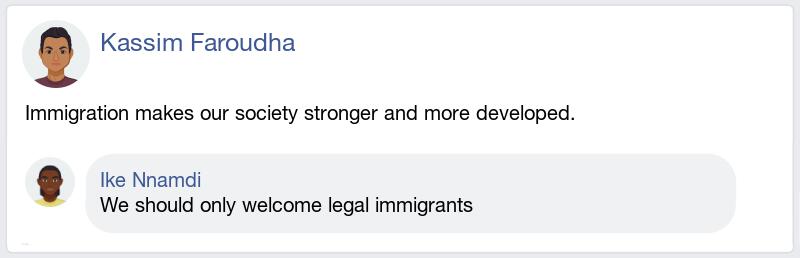 Kassim Faroudha
Immigration makes our society stronger and more developed.
Ike Nnamdi
We should only welcome legal immigrants